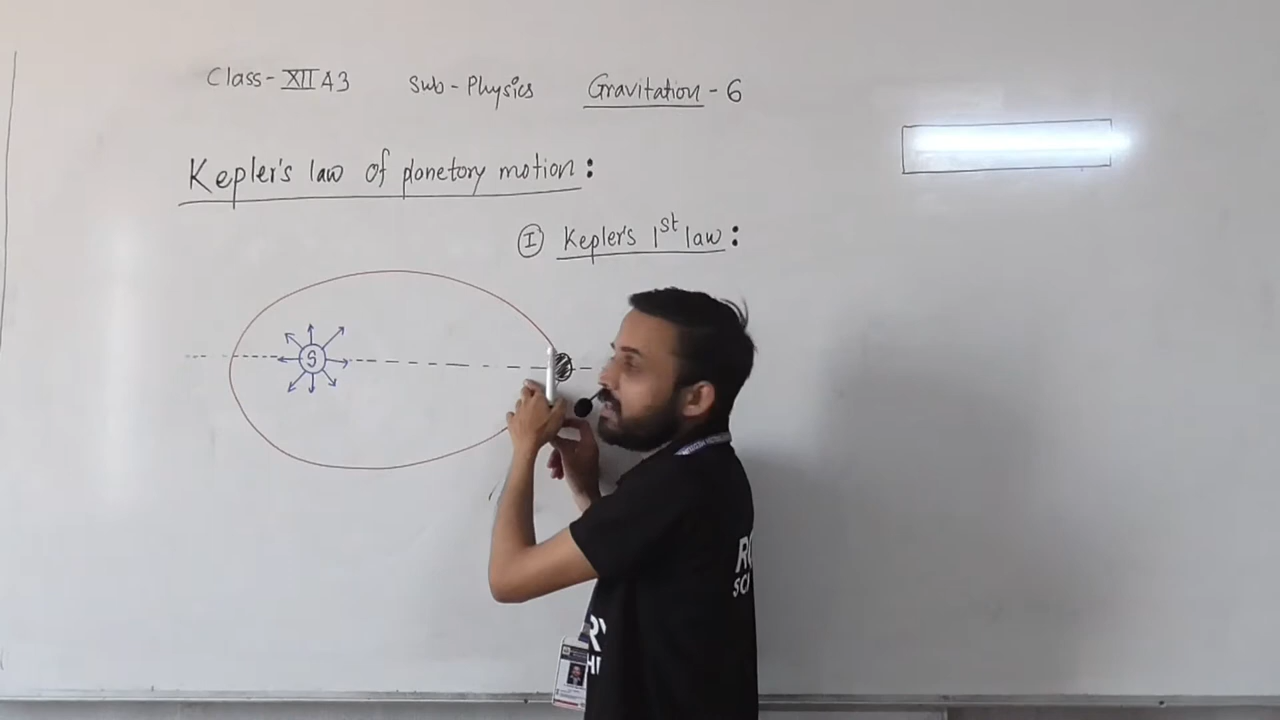 Class - XII A3 Sub - Physics Gravitation - 6
Kepler's law of planetory motion:
I Kepler's 1st law:
S